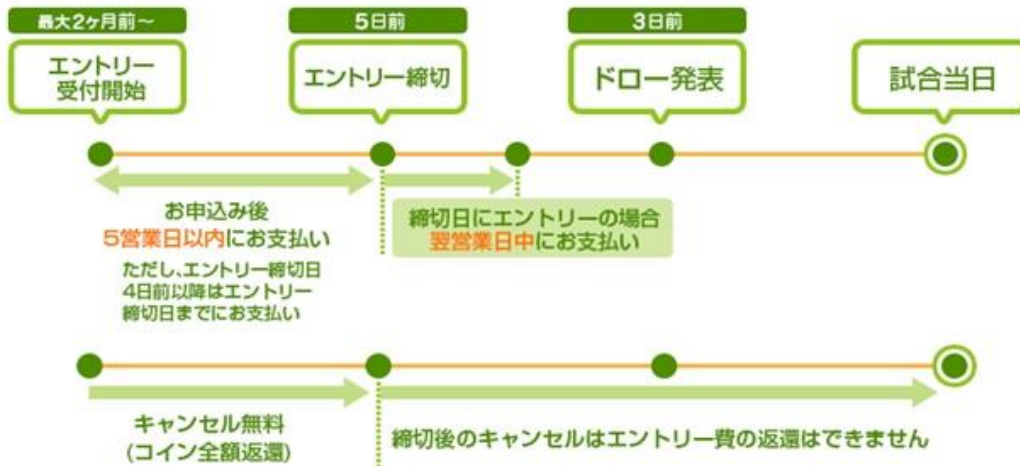 最大2ヶ月前～
5日前
3日前
エントリー
受付開始
エントリー締切
ドロー発表
試合当日
お申込み後
5営業日以内にお支払い
ただし、エントリー締切日
4日前以降はエントリー
締切日までにお支払い
締切日にエントリーの場合
翌営業日中にお支払い
キャンセル無料
(コイン全額返還)
締切後のキャンセルはエントリー費の返還はできません